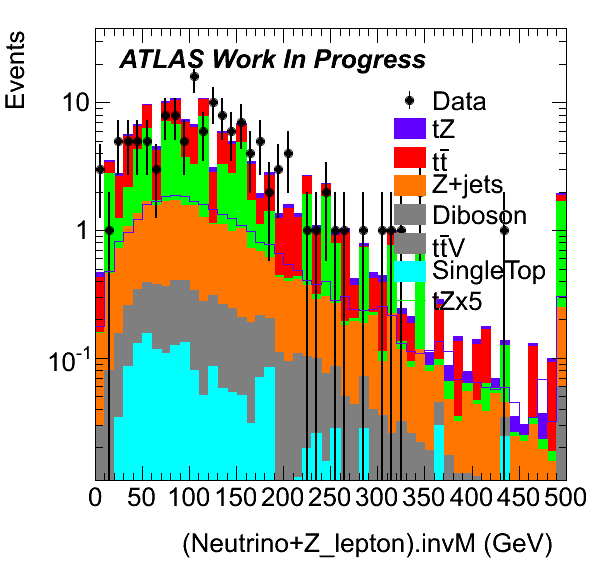 Events
ATLAS Work In Progress
10
1
10⁻¹
Data
tZ
tt̄
Z+jets
Diboson
tt̄V
SingleTop
tZx5
0 50 100 150 200 250 300 350 400 450 500
(Neutrino+Z_lepton).invM (GeV)